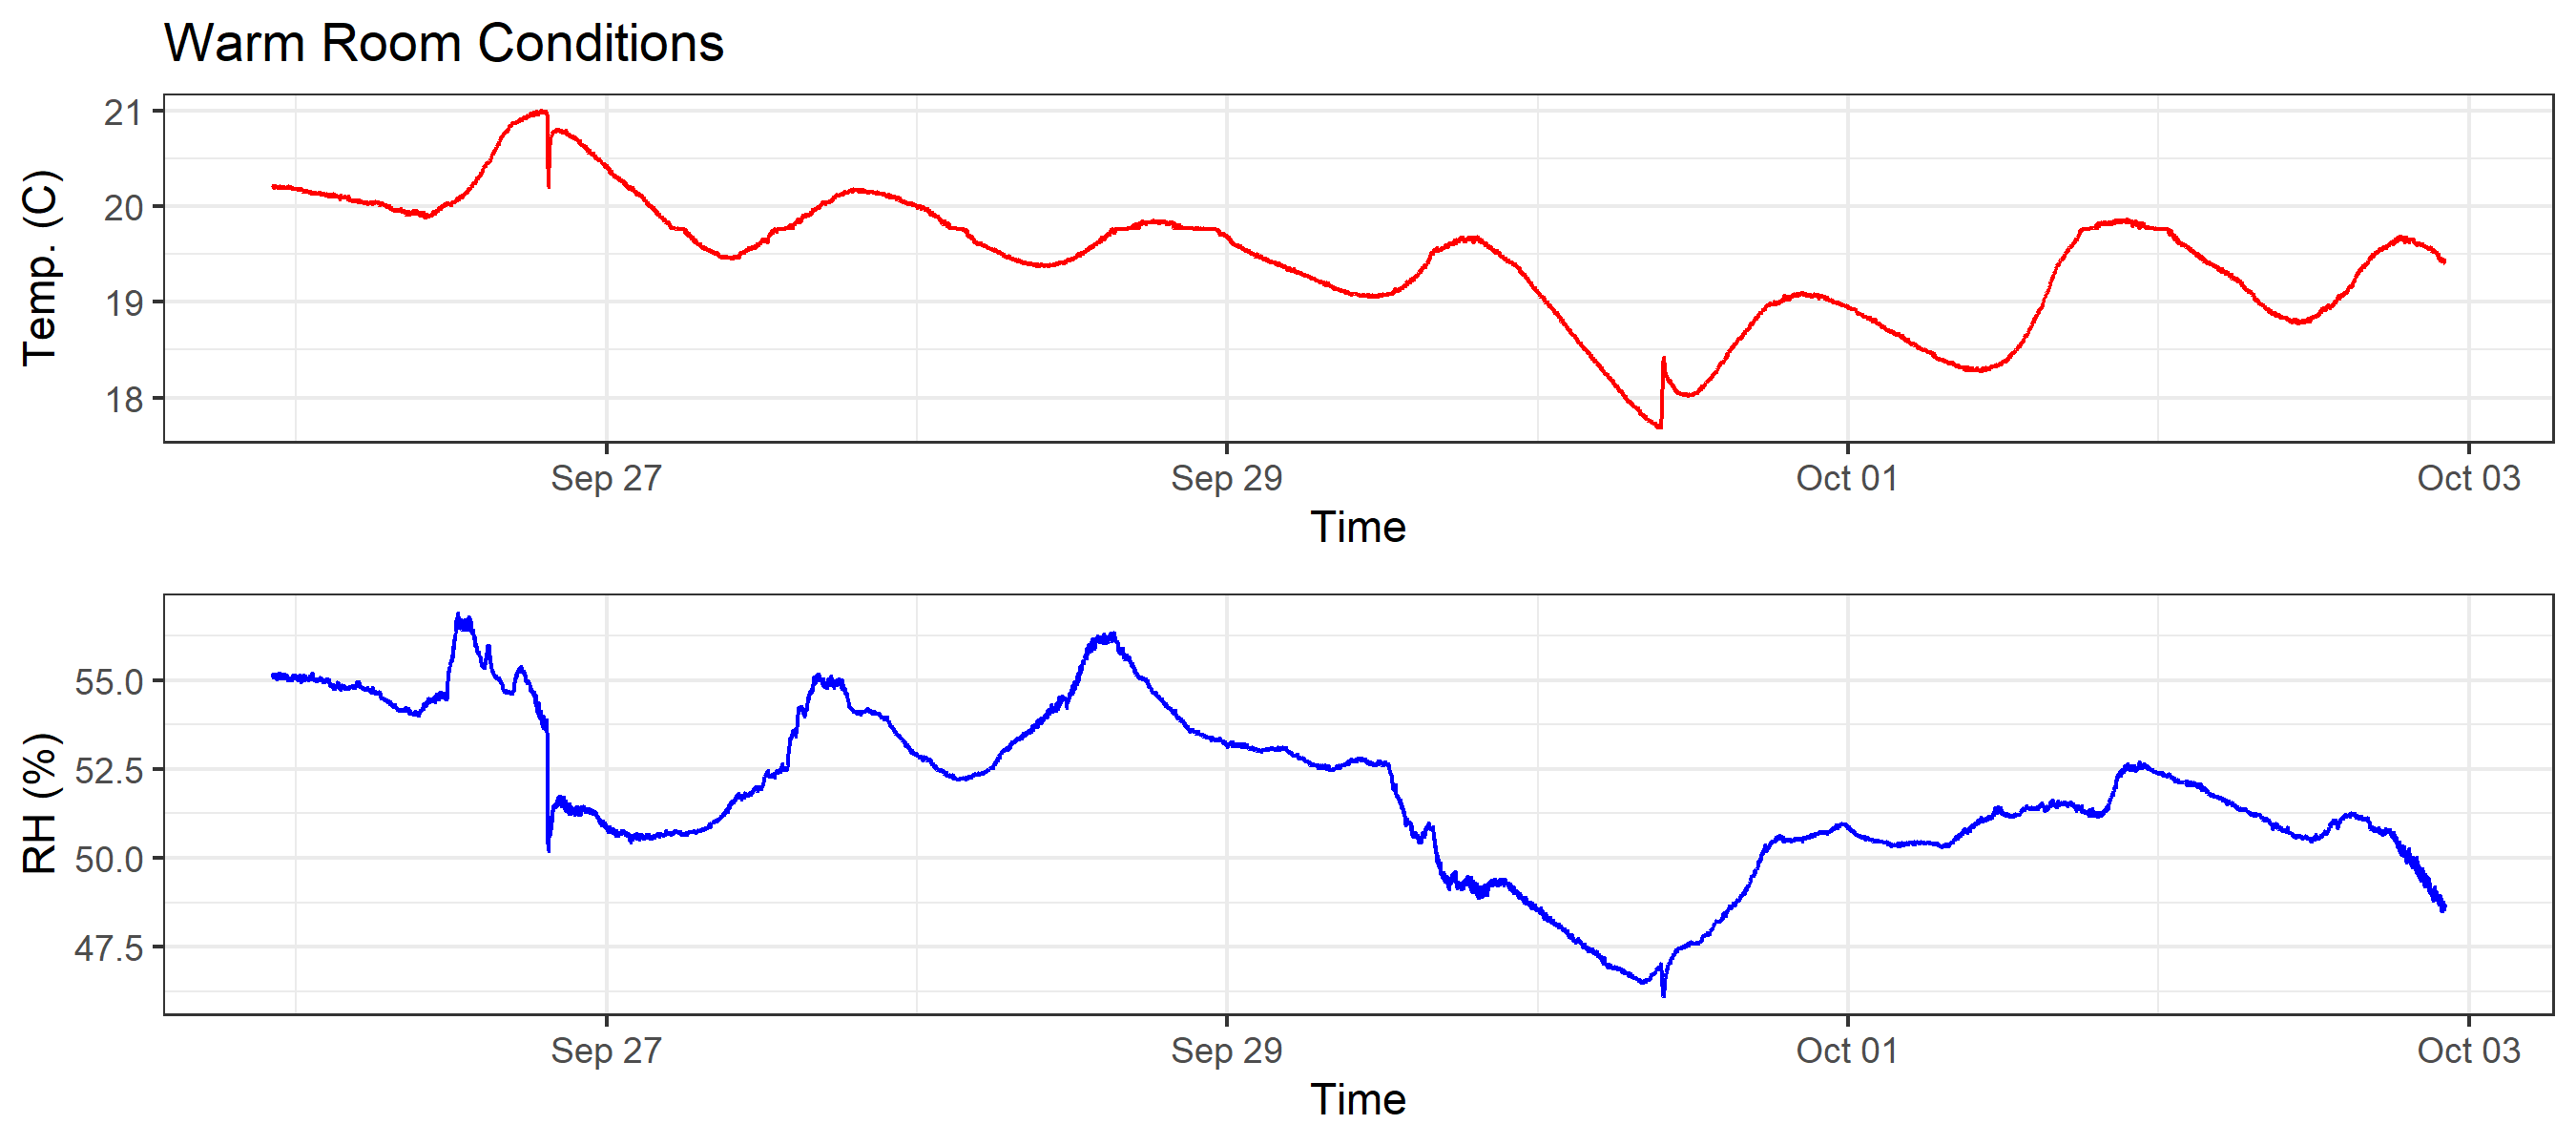 Warm Room Conditions
Temp. (C)
21
20
19
18
Sep 27 Sep 29 Oct 01 Oct 03
Time
RH (%)
55.0
52.5
50.0
47.5
Sep 27 Sep 29 Oct 01 Oct 03
Time